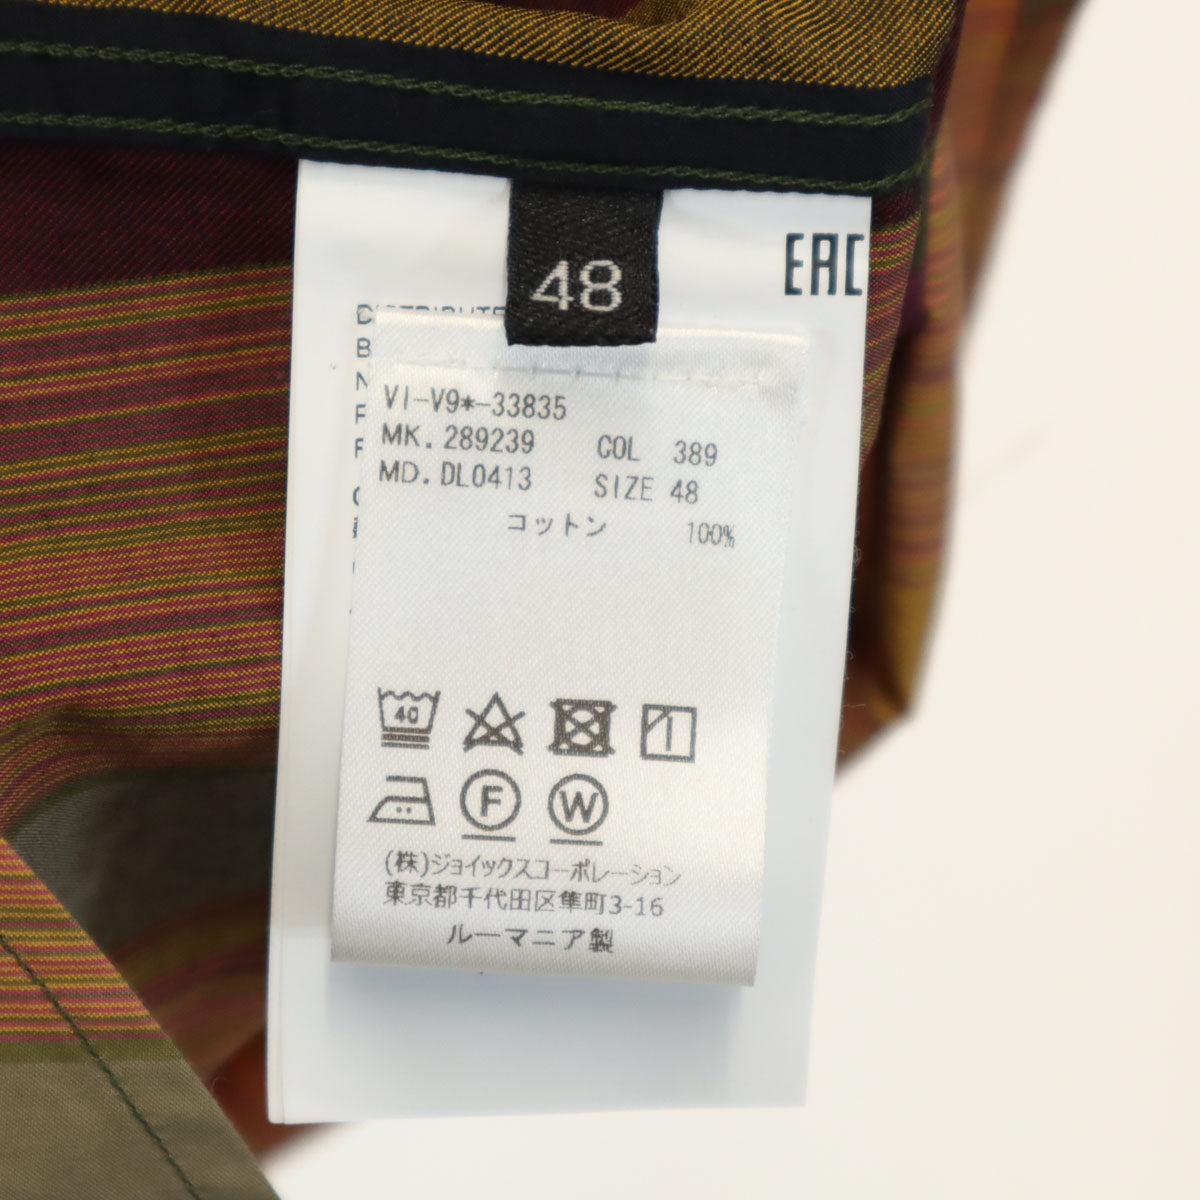 48
EAC
VI-V9*-33835
MK. 289239 COL 389
MD. DL0413 SIZE 48
コットン 100%
40
F W
(株)ジョイックスコーポレーション
東京都千代田区隼町3-16
ルーマニア製